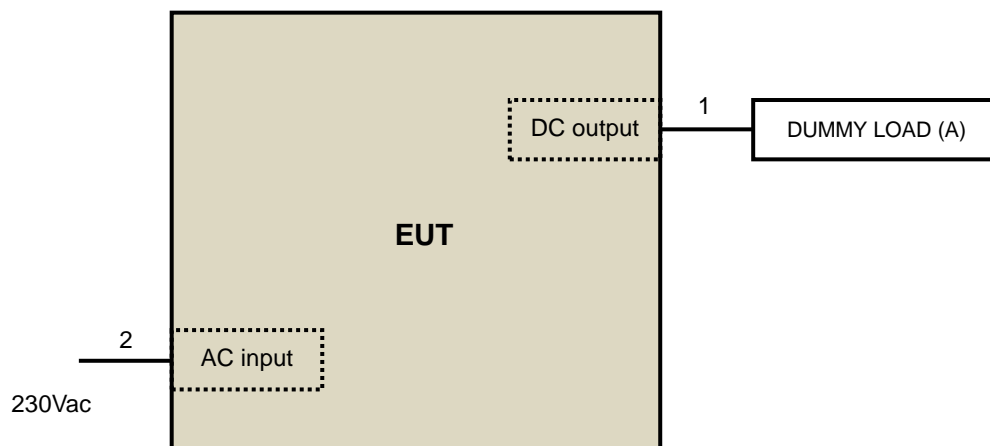 1
DC output
DUMMY LOAD (A)
EUT
2
AC input
230Vac